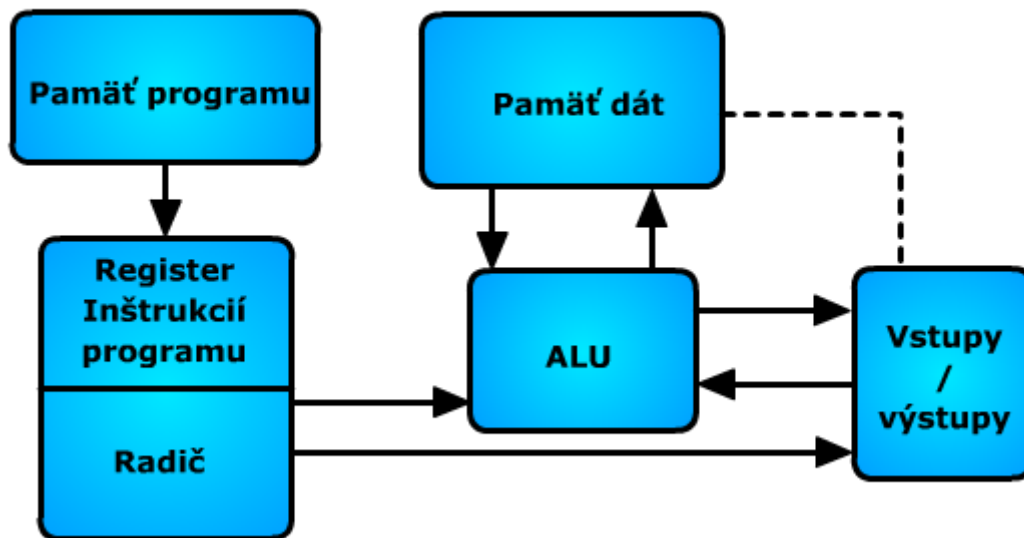 Pamäť programu
Pamäť dát
Register
Inštrukcií
programu
Radič
ALU
Vstupy
/
výstupy